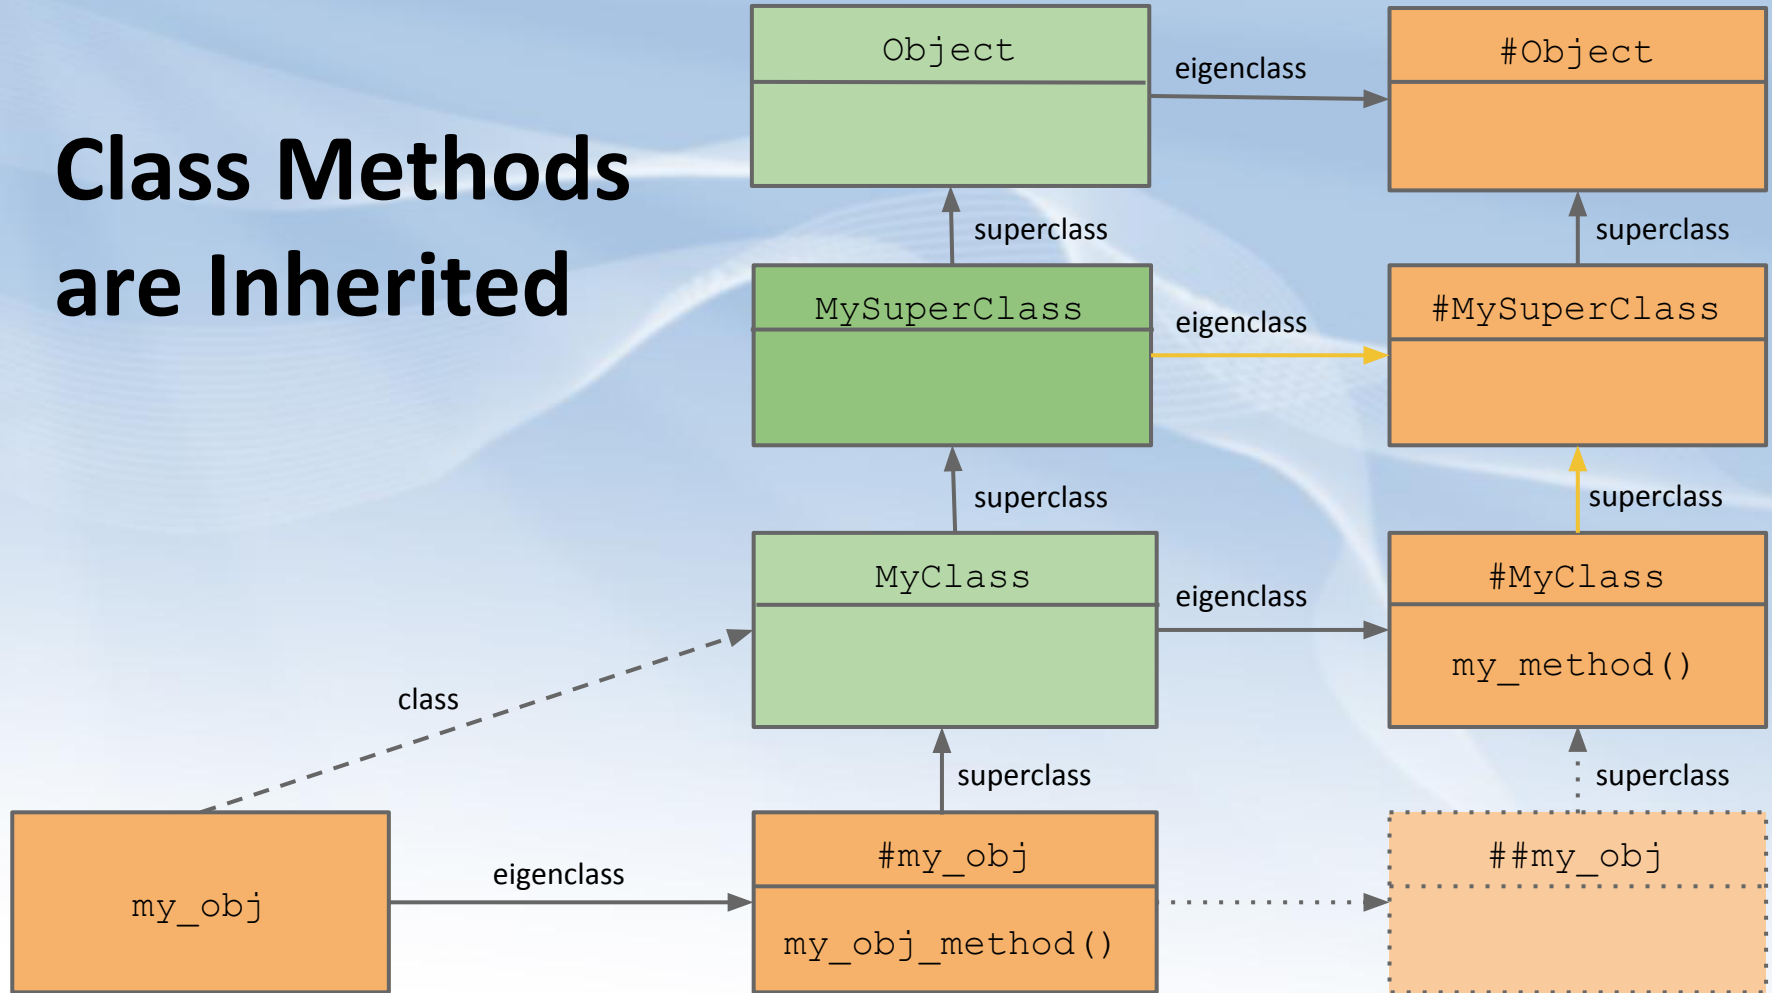 Class Methods
are Inherited
Object
eigenclass
#Object
superclass
superclass
MySuperClass
eigenclass
#MySuperClass
superclass
superclass
MyClass
eigenclass
#MyClass
my_method()
class
superclass
superclass
my_obj
eigenclass
#my_obj
my_obj_method()
##my_obj